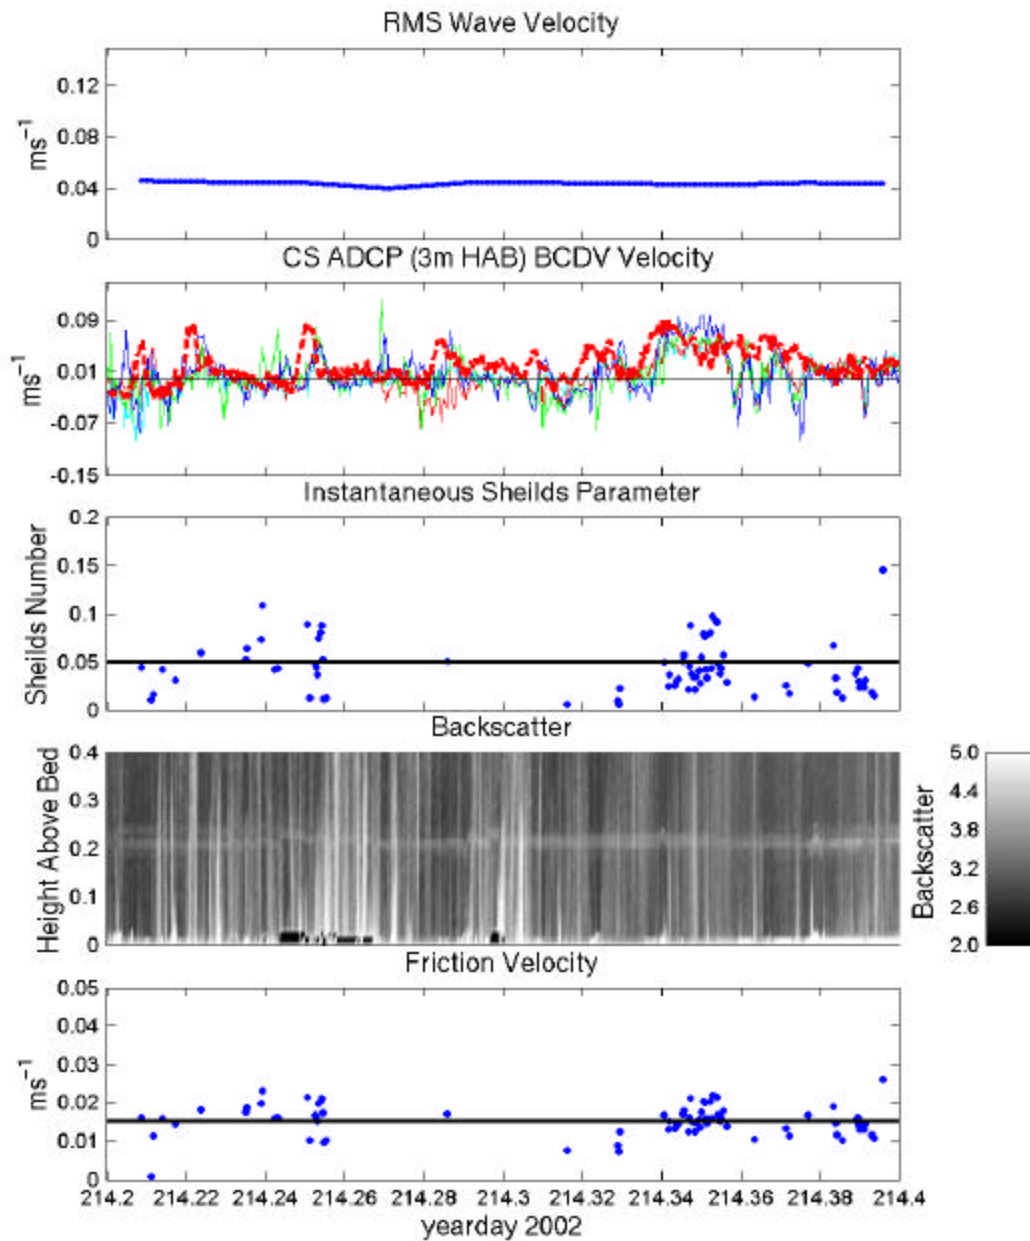 RMS Wave Velocity
0.12
0.08
0.04
0
ms⁻¹
CS ADCP (3m HAB) BCDV Velocity
0.09
0.01
-0.07
-0.15
ms⁻¹
Instantaneous Sheilds Parameter
0.2
0.15
0.1
0.05
0
Sheilds Number
Backscatter
0.4
0.3
0.2
0.1
0
Height Above Bed
5.0
4.4
3.8
3.2
2.6
2.0
Backscatter
Friction Velocity
0.05
0.04
0.03
0.02
0.01
0
ms⁻¹
214.2 214.22 214.24 214.26 214.28 214.3 214.32 214.34 214.36 214.38 214.4
yearday 2002